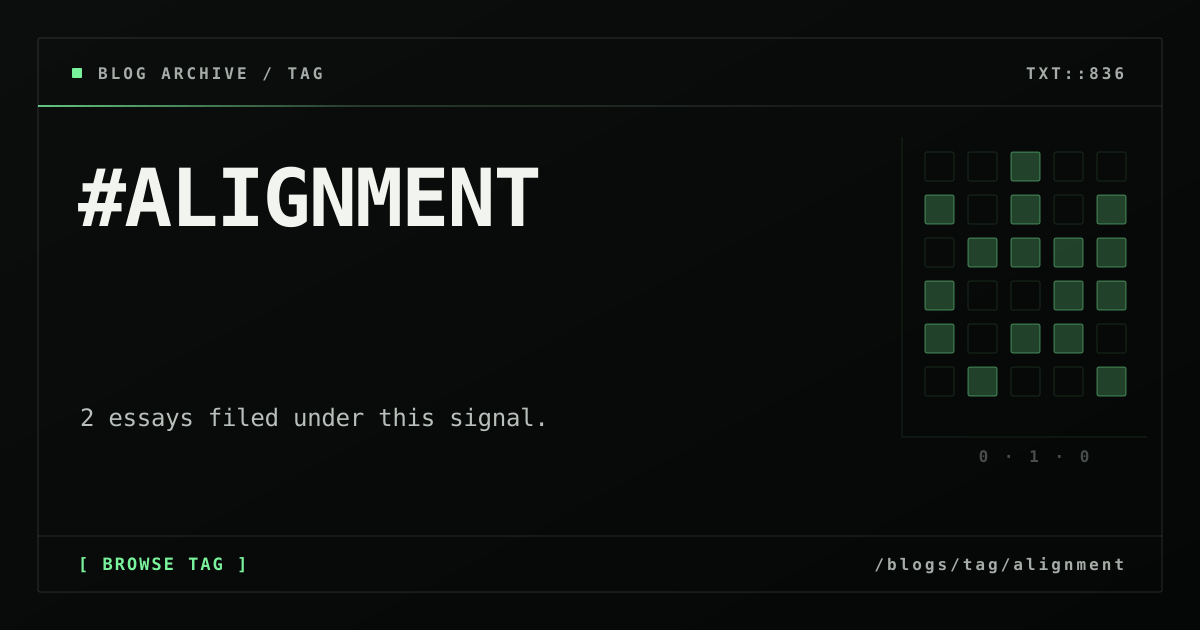 BLOG ARCHIVE / TAG
TXT::836
#ALIGNMENT
2 essays filed under this signal.
0 · 1 · 0
[ BROWSE TAG ]
/blogs/tag/alignment